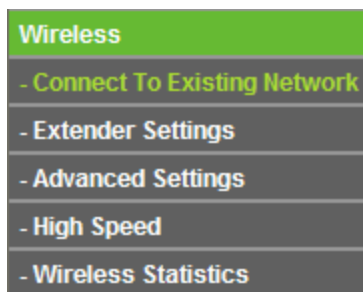 Wireless
- Connect To Existing Network
- Extender Settings
- Advanced Settings
- High Speed
- Wireless Statistics